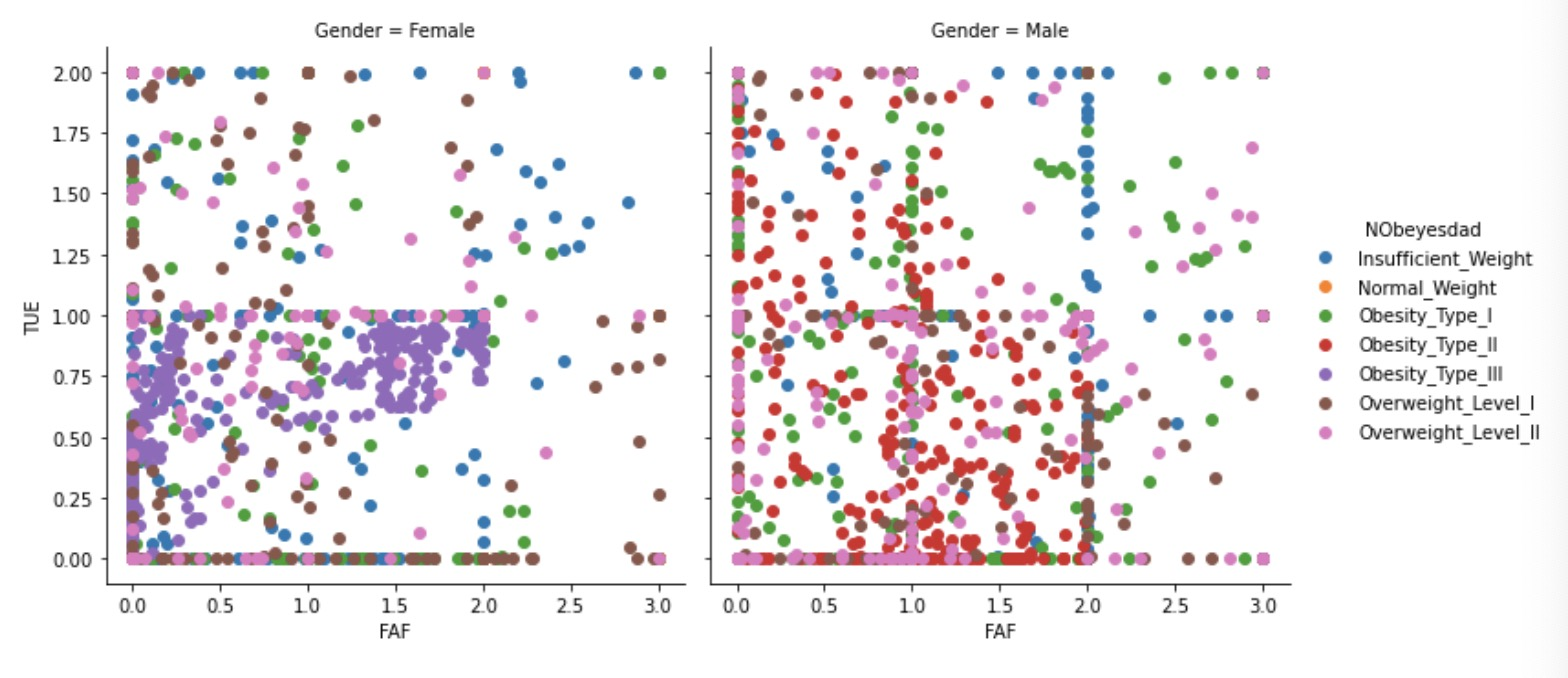 Gender = Female
Gender = Male
2.00
1.75
1.50
1.25
1.00
0.75
0.50
0.25
0.00
TUE
0.0 0.5 1.0 1.5 2.0 2.5 3.0
FAF
0.0 0.5 1.0 1.5 2.0 2.5 3.0
FAF
NObeyesdad
Insufficient_Weight
Normal_Weight
Obesity_Type_I
Obesity_Type_II
Obesity_Type_III
Overweight_Level_I
Overweight_Level_II